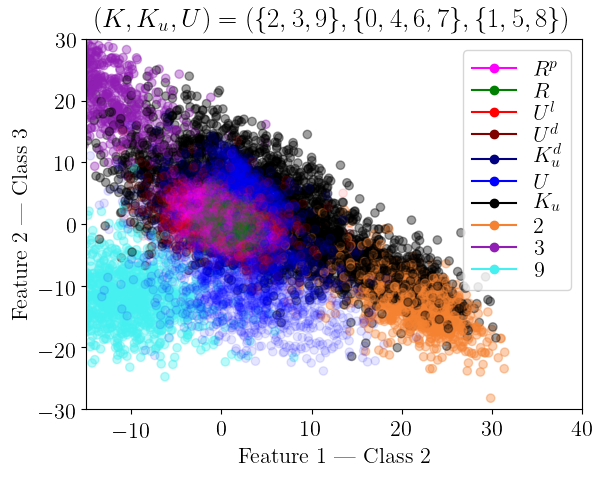 (K, K_u, U) = ({2, 3, 9}, {0, 4, 6, 7}, {1, 5, 8})
30
20
10
0
−10
−20
−30
Feature 2 — Class 3
R^p
R
U^l
U^d
K_u^d
U
K_u
2
3
9
−10 0 10 20 30 40
Feature 1 — Class 2